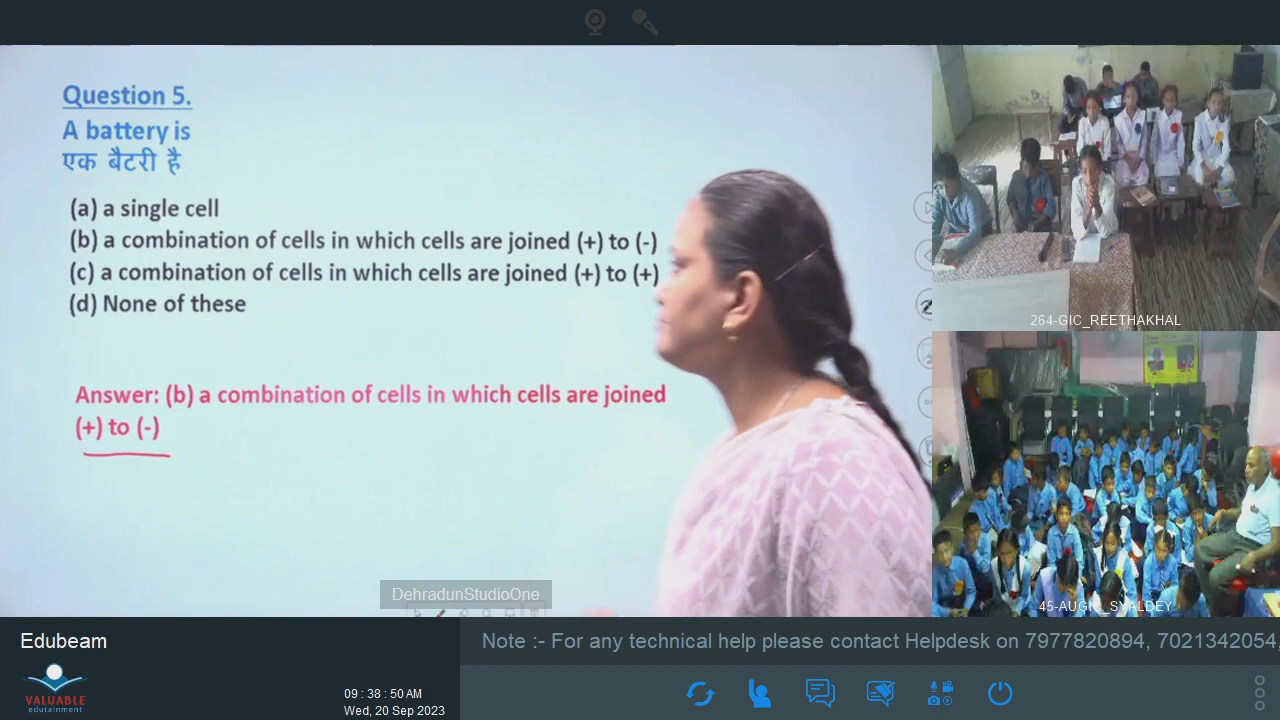 Question 5.
A battery is
एक बैटरी है
(a) a single cell
(b) a combination of cells in which cells are joined (+) to (-)
(c) a combination of cells in which cells are joined (+) to (+)
(d) None of these
Answer: (b) a combination of cells in which cells are joined
(+) to (-)
DehradunStudioOne
264-GIC_REETHAKHAL
Edubeam
VALUABLE
edutainment
09 : 38 : 50 AM
Wed, 20 Sep 2023
Note :- For any technical help please contact Helpdesk on 7977820894, 7021342054,